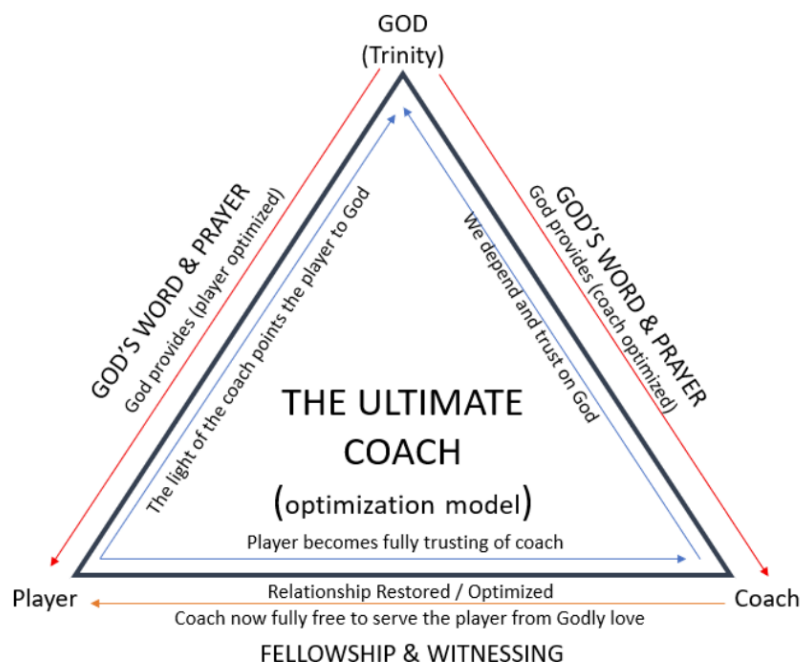 GOD
(Trinity)
GOD'S WORD & PRAYER
God provides (player optimized)
The light of the coach points the player to God
GOD'S WORD & PRAYER
God provides (coach optimized)
We depend and trust on God
THE ULTIMATE
COACH
(optimization model)
Player becomes fully trusting of coach
Player
Relationship Restored / Optimized
Coach
Coach now fully free to serve the player from Godly love
FELLOWSHIP & WITNESSING